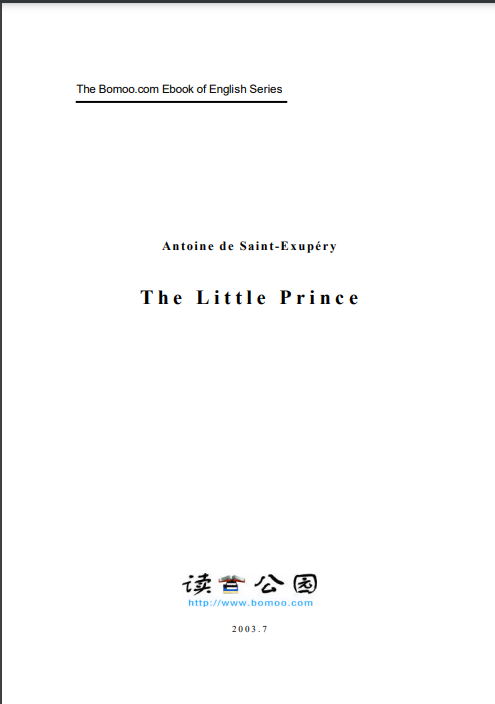 The Bomoo.com Ebook of English Series
Antoine de Saint-Exupéry
The Little Prince
读書公园
http://www.bomoo.com
2003.7